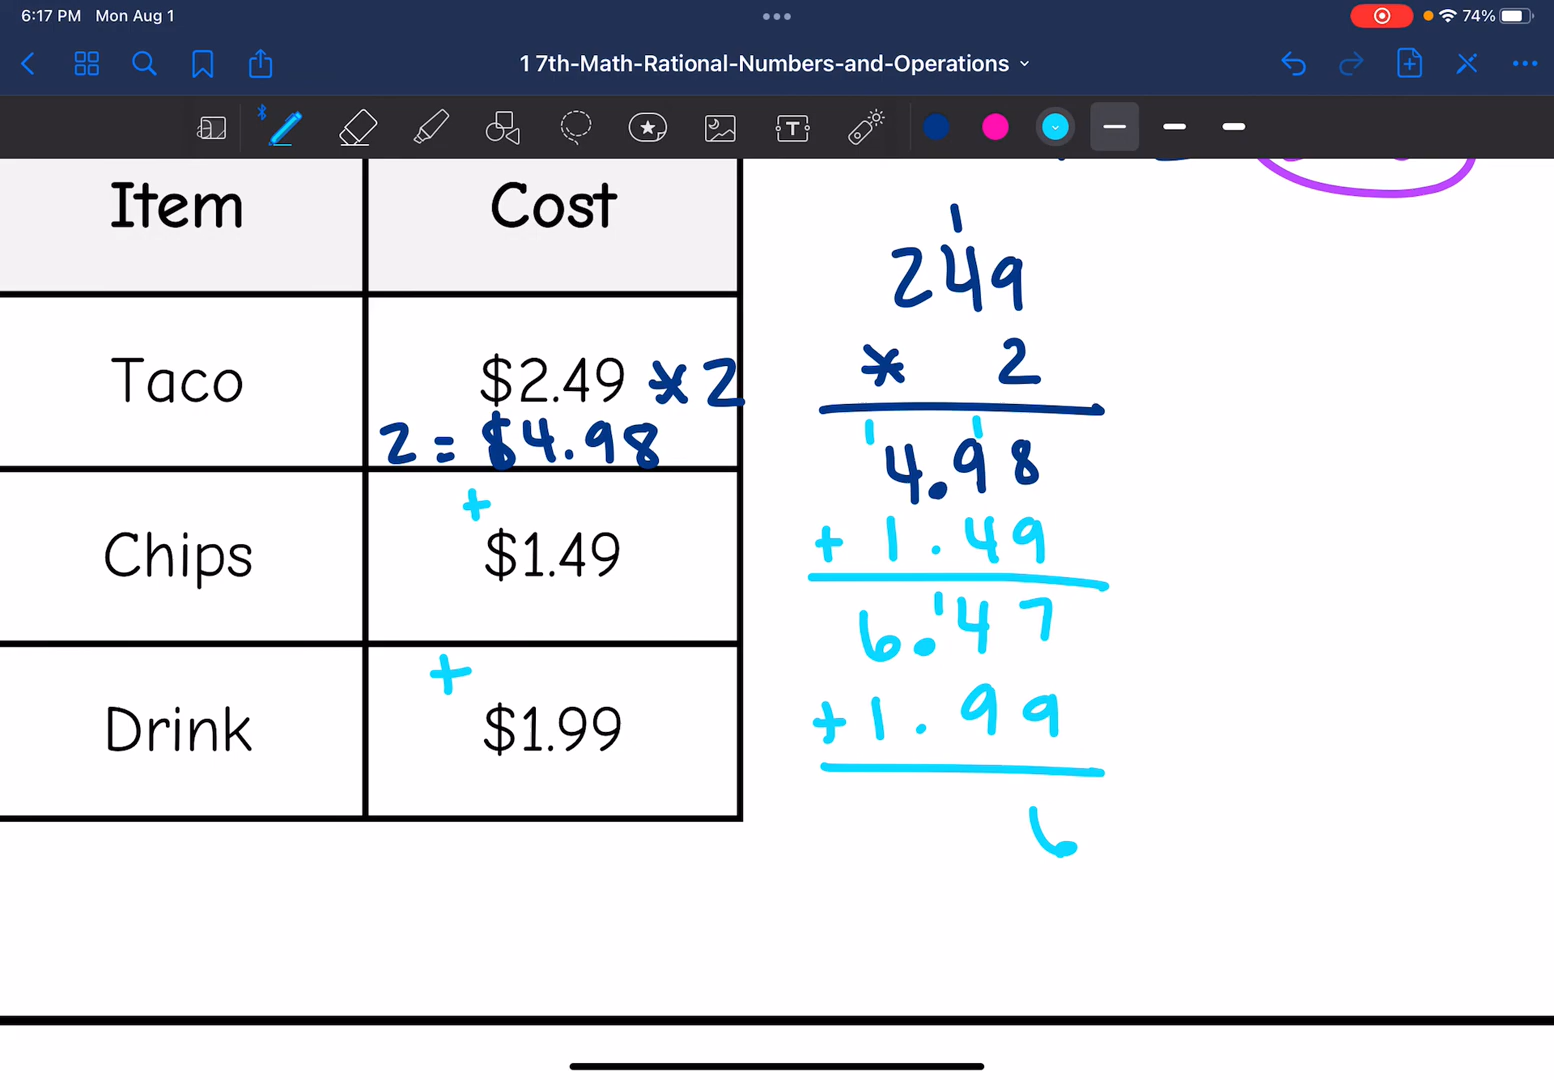 6:17 PM Mon Aug 1
74%
1 7th-Math-Rational-Numbers-and-Operations
T
Item Cost
Taco $2.49 * 2
2 = $4.98
+
Chips $1.49
+
Drink $1.99
1
249
* 2
1 1
4.98
+ 1.49
1
6.47
+ 1.99
6